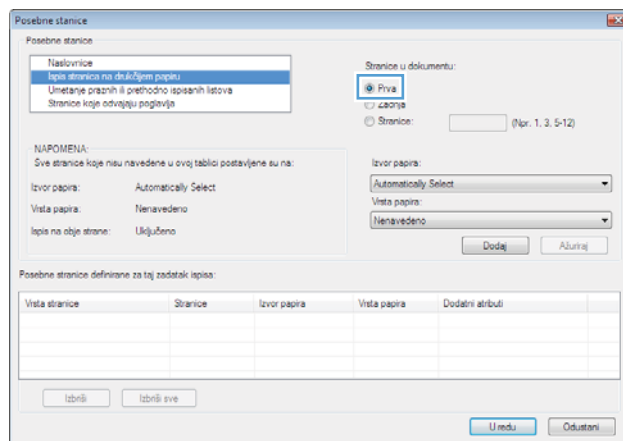 Posebne stanice
Posebne stanice
Naslovnice
Ispis stranica na drukčijem papiru
Umetanje praznih ili prethodno ispisanih listova
Stranice koje odvajaju poglavlja
Stranice u dokumentu:
Prva
Zadnja
Stranice:
(Npr. 1, 3, 5-12)
NAPOMENA:
Sve stranice koje nisu navedene u ovoj tablici postavljene su na:
Izvor papira: Automatically Select
Vrsta papira: Nenavedeno
Ispis na obje strane: Uključeno
Izvor papira:
Automatically Select
Vrsta papira:
Nenavedeno
Dodaj Ažuriraj
Posebne stranice definirane za taj zadatak ispisa:
Vrsta stranice Stranice Izvor papira Vrsta papira Dodatni atributi
Izbriši Izbriši sve
U redu Odustani